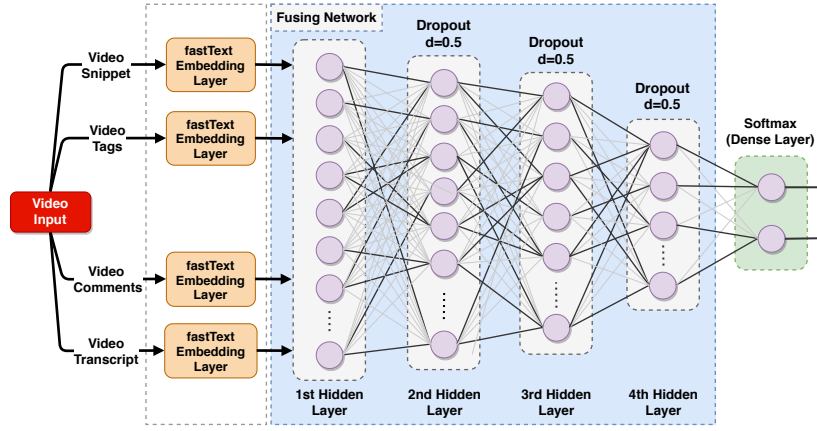 Fusing Network
Video
Snippet
fastText
Embedding
Layer
Dropout
d=0.5
Dropout
d=0.5
Dropout
d=0.5
Softmax
(Dense Layer)
Video
Tags
fastText
Embedding
Layer
Video
Input
Video
Comments
fastText
Embedding
Layer
Video
Transcript
fastText
Embedding
Layer
1st Hidden
Layer
2nd Hidden
Layer
3rd Hidden
Layer
4th Hidden
Layer